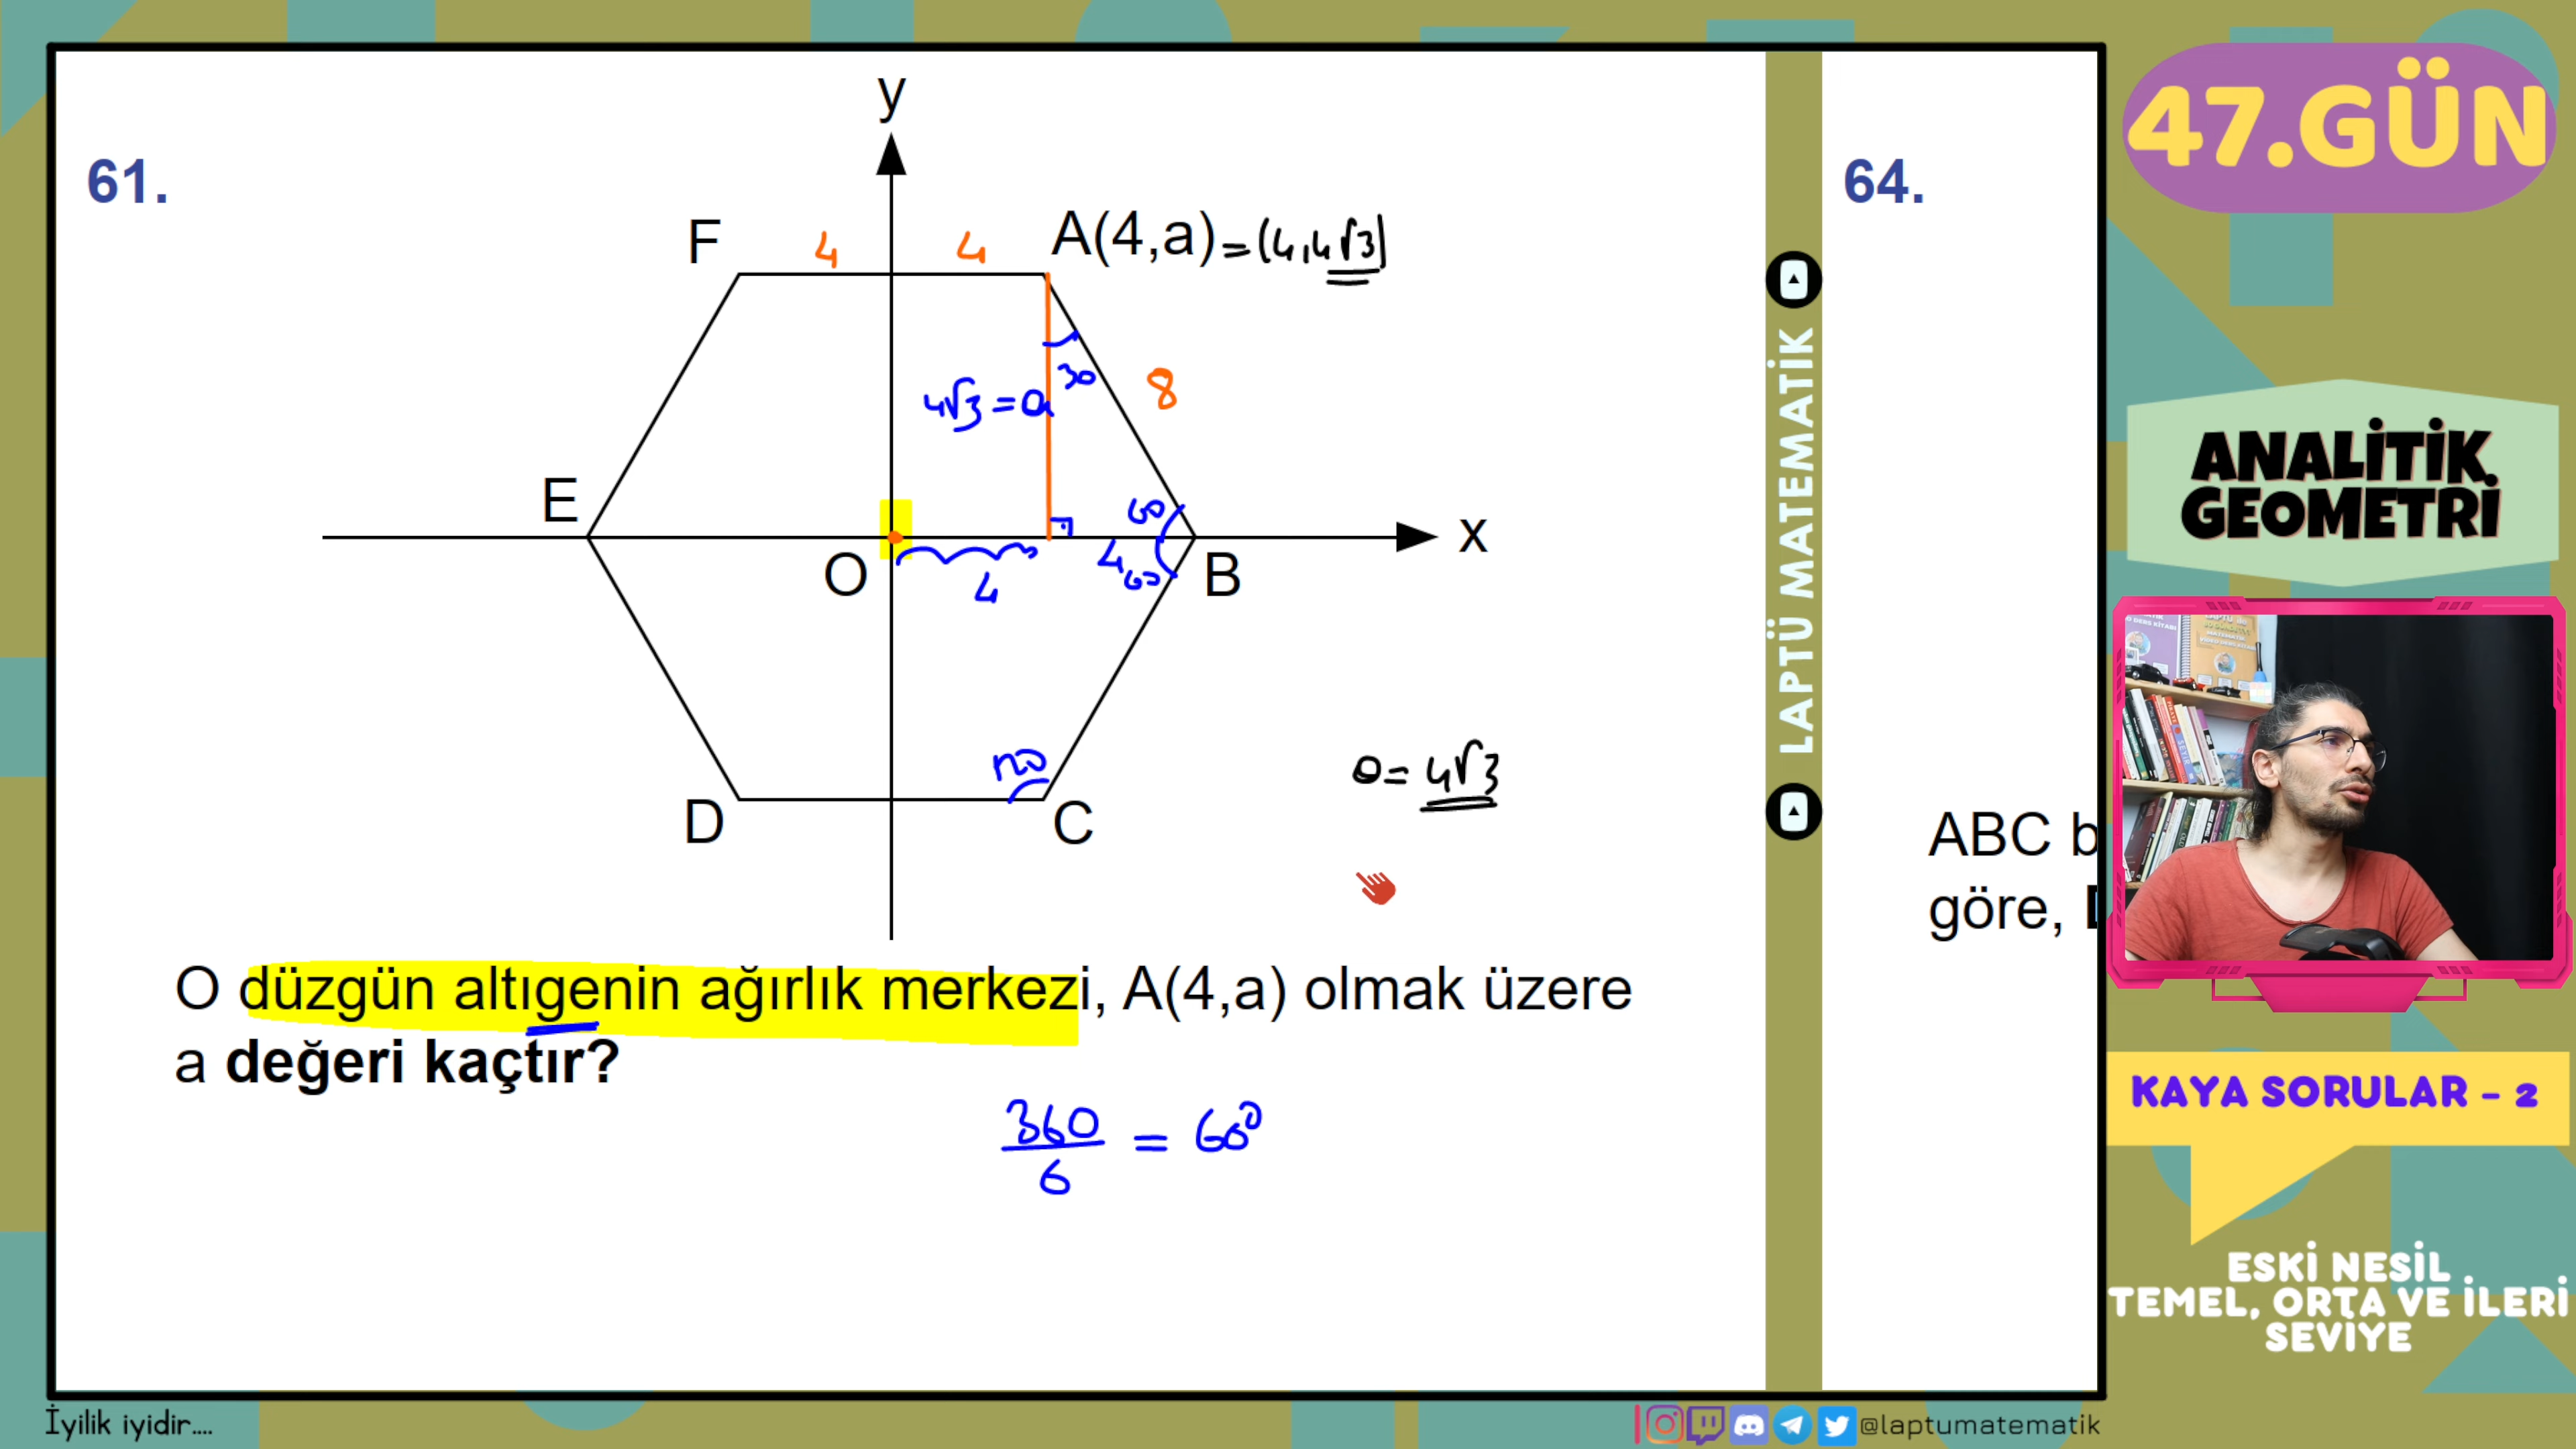 61.
y
F
4
4
A(4,a) = (4,4√3)
30
8
4√3 = a
E
60
x
O
4
4
60
B
120
D
C
a = 4√3
O düzgün altıgenin ağırlık merkezi, A(4,a) olmak üzere
a değeri kaçtır?
360
6
= 60°
LAPTÜ MATEMATİK
64.
ABC b
göre,
47.GÜN
ANALİTİK
GEOMETRİ
KAYA SORULAR - 2
ESKİ NESİL
TEMEL, ORTA VE İLERİ
SEVİYE
İyilik iyidir....
@laptumatematik